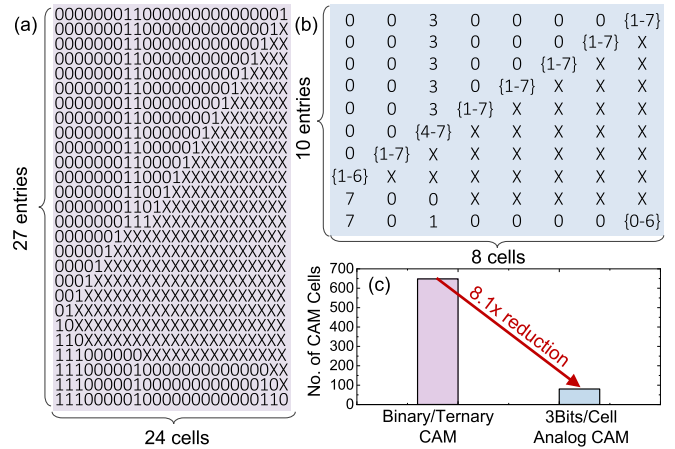 (a)
000000011000000000000001
00000001100000000000001X
0000000110000000000001XX
000000011000000000001XXX
00000001100000000001XXXX
0000000110000000001XXXXX
000000011000000001XXXXXX
00000001100000001XXXXXXX
0000000110000001XXXXXXXX
000000011000001XXXXXXXXX
00000001100001XXXXXXXXXX
0000000110001XXXXXXXXXXX
000000011001XXXXXXXXXXXX
00000001101XXXXXXXXXXXXX
0000000111XXXXXXXXXXXXXX
0000001XXXXXXXXXXXXXXXXX
000001XXXXXXXXXXXXXXXXXX
00001XXXXXXXXXXXXXXXXXXX
0001XXXXXXXXXXXXXXXXXXXX
001XXXXXXXXXXXXXXXXXXXXX
01XXXXXXXXXXXXXXXXXXXXXX
10XXXXXXXXXXXXXXXXXXXXXX
110XXXXXXXXXXXXXXXXXXXXX
111000000XXXXXXXXXXXXXXX
1110000010000000000000XX
11100000100000000000010X
111000001000000000000110
27 entries
24 cells
(b)
0 0 3 0 0 0 0 {1-7}
0 0 3 0 0 0 {1-7} X
0 0 3 0 0 {1-7} X X
0 0 3 0 {1-7} X X X
0 0 3 {1-7} X X X X
0 0 {4-7} X X X X X
0 {1-7} X X X X X X
{1-6} X X X X X X X
7 0 0 X X X X X
7 0 1 0 0 0 0 {0-6}
10 entries
8 cells
(c)
No. of CAM Cells
700
600
500
400
300
200
100
0
8.1x reduction
Binary/Ternary
CAM
3Bits/Cell
Analog CAM